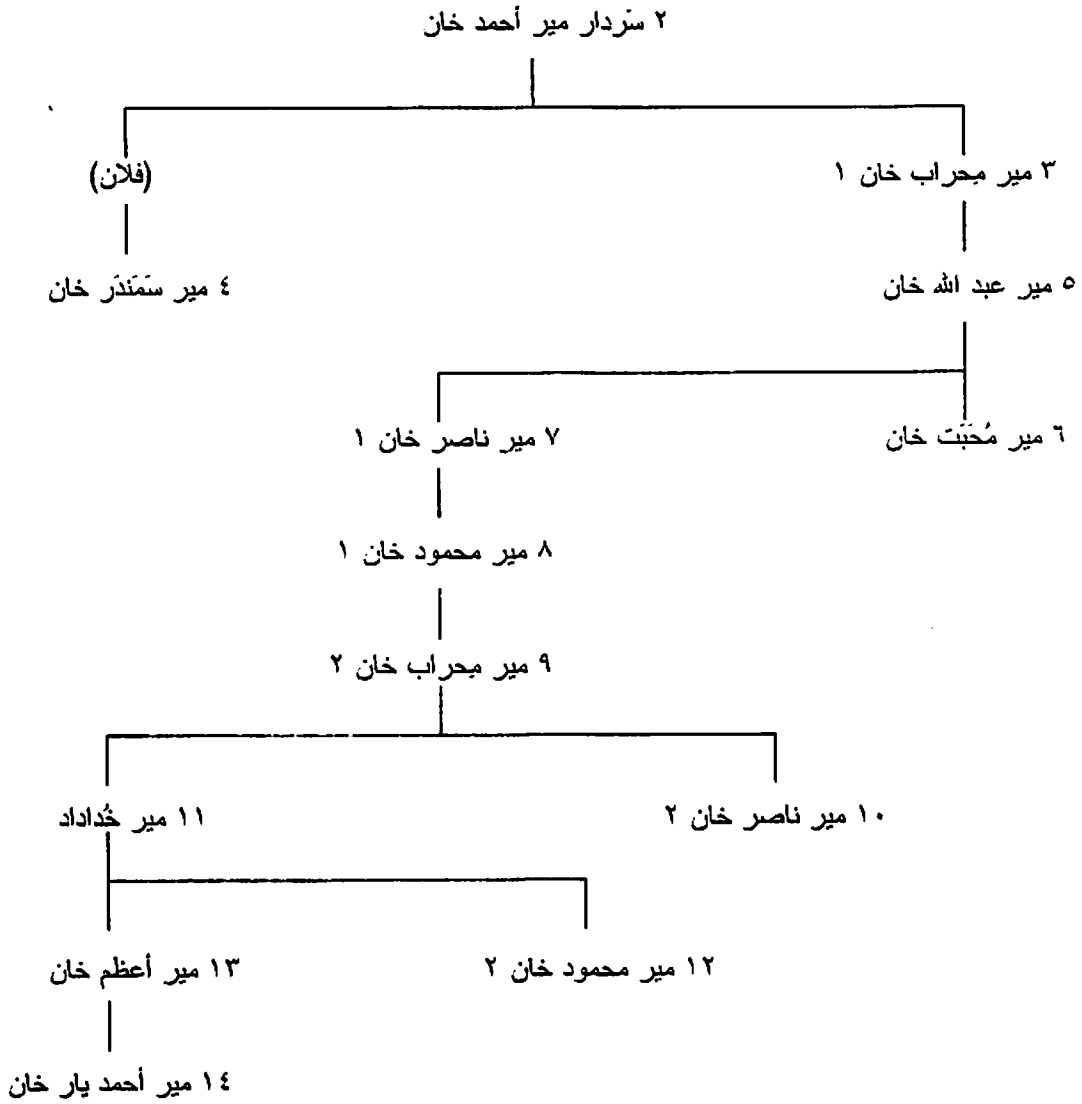 ٢ سَردار مير أحمد خان
٣ مير مِحراب خان ١
(فلان)
٥ مير عبد الله خان
٤ مير سَمَندَر خان
٦ مير مُحَبَت خان
٧ مير ناصر خان ١
٨ مير محمود خان ١
٩ مير مِحراب خان ٢
١٠ مير ناصر خان ٢
١١ مير خُداداد
١٢ مير محمود خان ٢
١٣ مير أعظم خان
١٤ مير أحمد يار خان